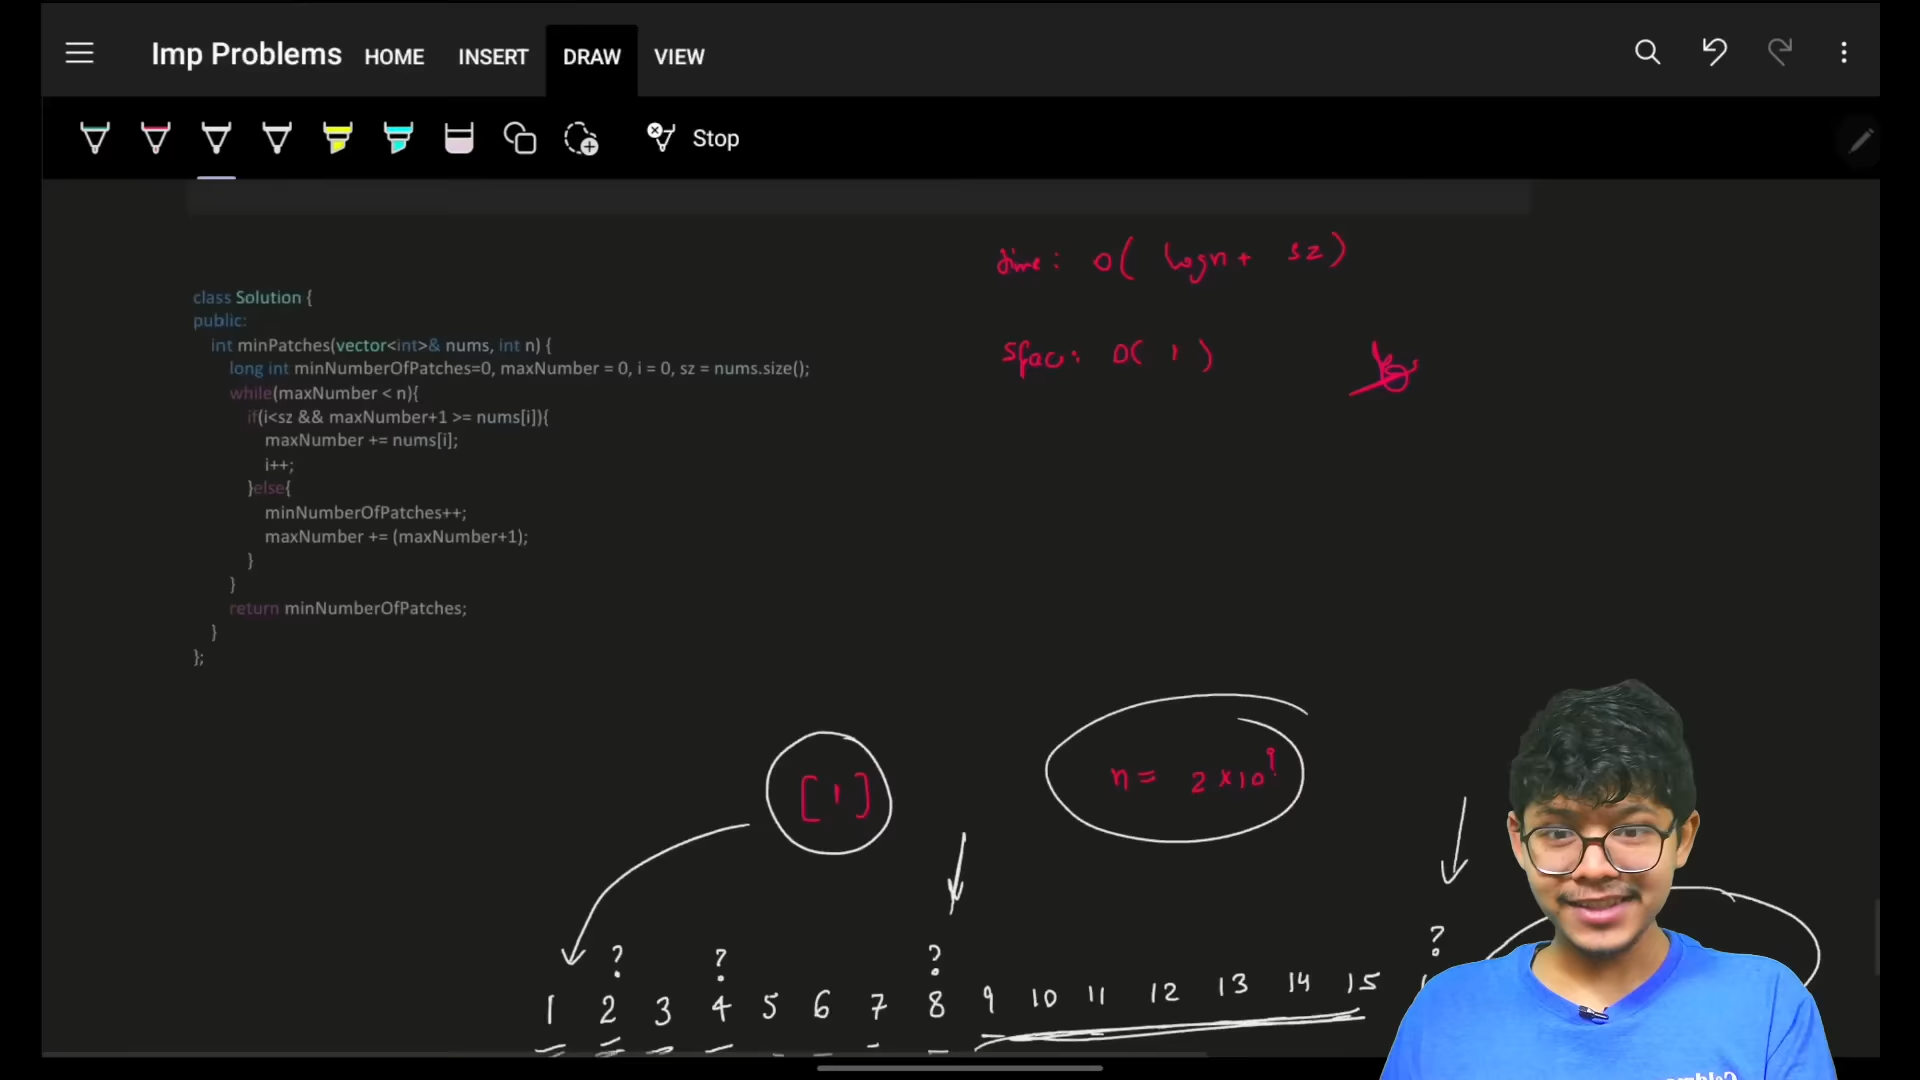 Imp Problems HOME INSERT DRAW VIEW
Stop
time: O( logn + sz )
class Solution {
public:
int minPatches(vector<int>& nums, int n) {
space: O( 1 )
long int minNumberOfPatches=0, maxNumber = 0, i = 0, sz = nums.size();
while(maxNumber < n){
if(i<sz && maxNumber+1 >= nums[i]){
maxNumber += nums[i];
i++;
}else{
minNumberOfPatches++;
maxNumber += (maxNumber+1);
}
}
return minNumberOfPatches;
}
};
[ 1 ] n = 2 × 10^9
? ? ? ?
1 2 3 4 5 6 7 8 9 10 11 12 13 14 15